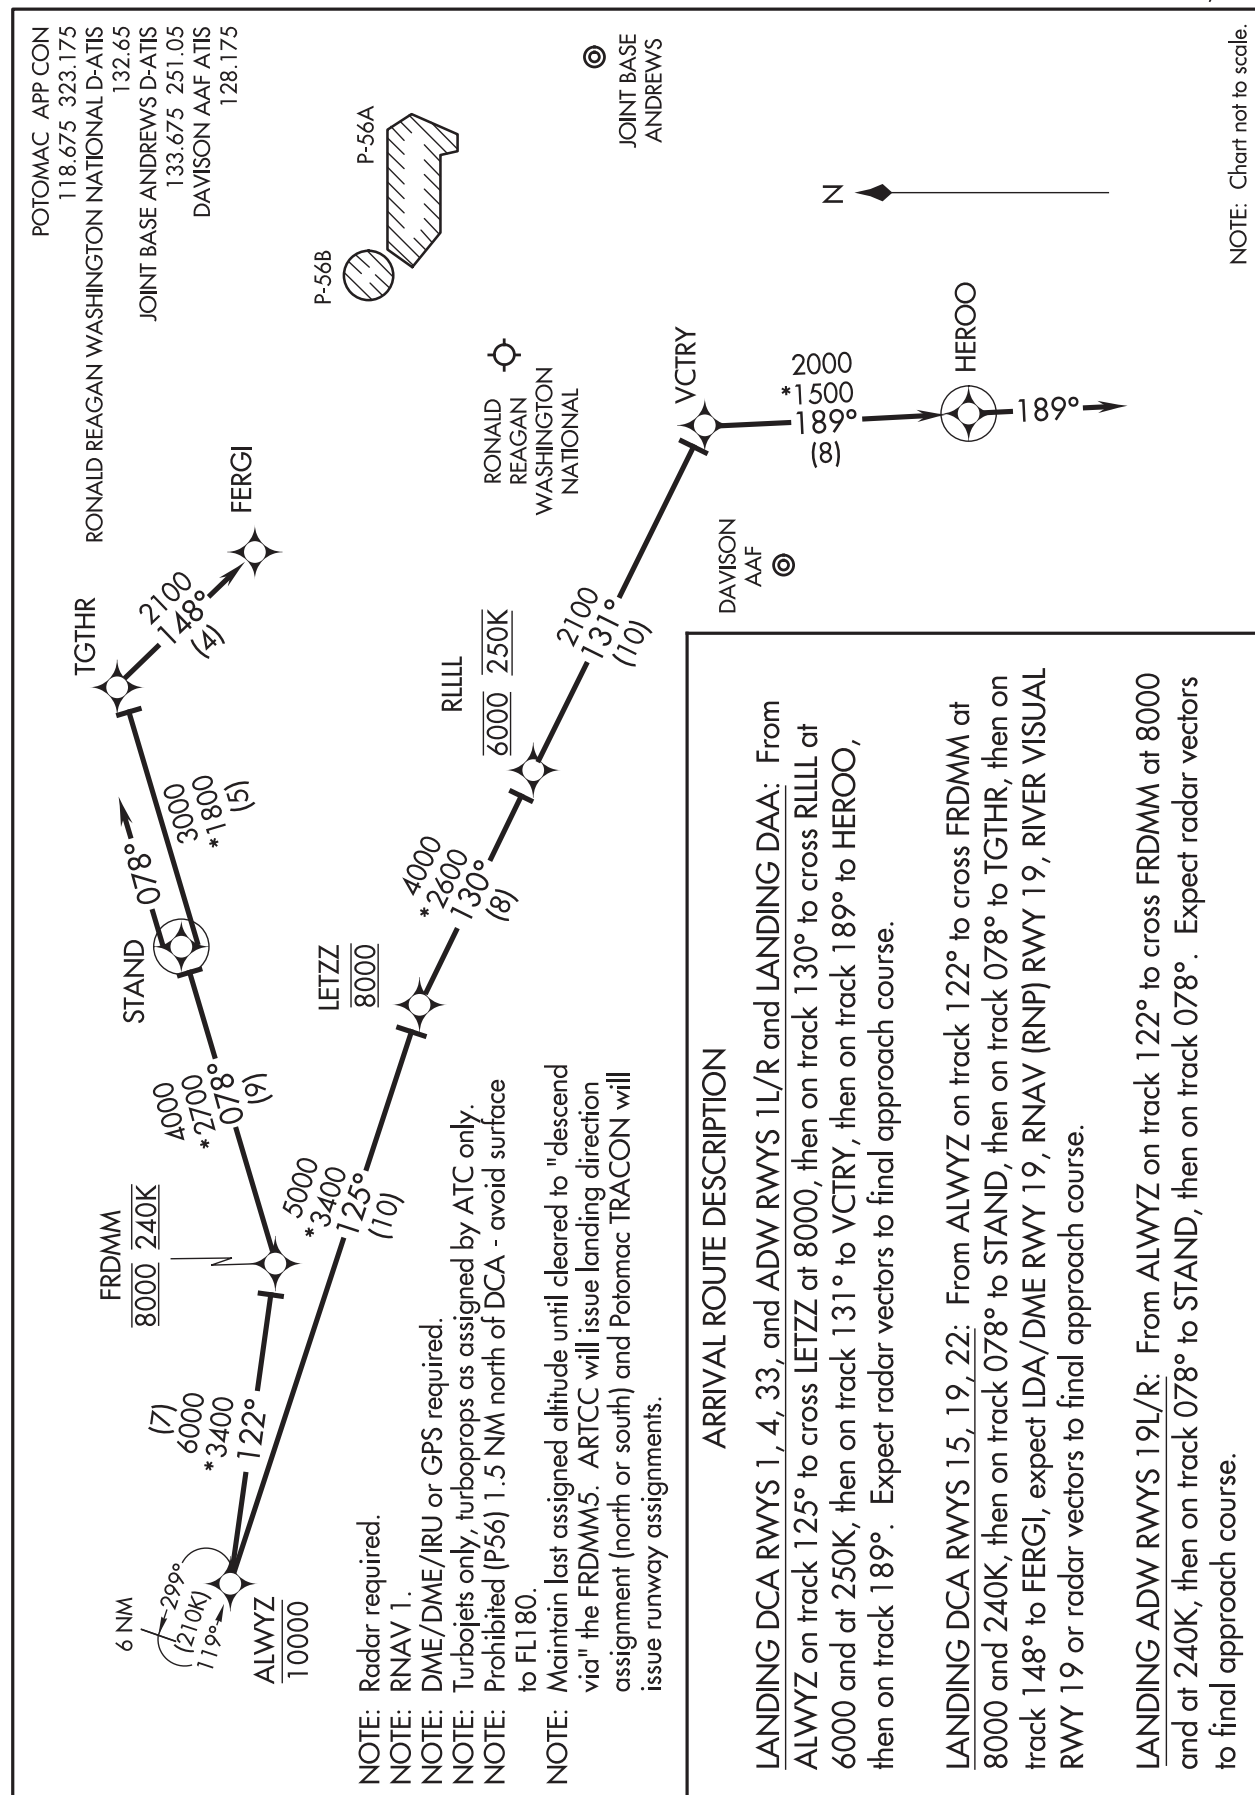 POTOMAC APP CON
118.675 323.175
RONALD REAGAN WASHINGTON NATIONAL D-ATIS
132.65
JOINT BASE ANDREWS D-ATIS
133.675 251.05
DAVISON AAF ATIS
128.175
P-56A
P-56B
JOINT BASE
ANDREWS
RONALD
REAGAN
WASHINGTON
NATIONAL
DAVISON
AAF
N
NOTE: Chart not to scale.
6 NM
299°
(210K)
119°
ALWYZ
10000
(7)
6000
*3400
122°
FRDMM
8000 240K
4000
*2700
078°
(9)
STAND
078°
3000
*1800
(5)
TGTHR
2100
148°
(4)
FERGI
5000
*3400
125°
(10)
LETZZ
8000
4000
*2600
130°
(8)
RLLLL
6000 250K
2100
131°
(10)
VCTRY
2000
*1500
189°
(8)
HEROO
189°
NOTE: Radar required.
NOTE: RNAV 1.
NOTE: DME/DME/IRU or GPS required.
NOTE: Turbojets only, turboprops as assigned by ATC only.
NOTE: Prohibited (P56) 1.5 NM north of DCA - avoid surface
to FL180.
NOTE: Maintain last assigned altitude until cleared to "descend
via" the FRDMM5. ARTCC will issue landing direction
assignment (north or south) and Potomac TRACON will
issue runway assignments.
ARRIVAL ROUTE DESCRIPTION
LANDING DCA RWYS 1, 4, 33, and ADW RWYS 1L/R and LANDING DAA: From
ALWYZ on track 125° to cross LETZZ at 8000, then on track 130° to cross RLLLL at
6000 and at 250K, then on track 131° to VCTRY, then on track 189° to HEROO,
then on track 189°. Expect radar vectors to final approach course.
LANDING DCA RWYS 15, 19, 22: From ALWYZ on track 122° to cross FRDMM at
8000 and 240K, then on track 078° to STAND, then on track 078° to TGTHR, then on
track 148° to FERGI, expect LDA/DME RWY 19, RNAV (RNP) RWY 19, RIVER VISUAL
RWY 19 or radar vectors to final approach course.
LANDING ADW RWYS 19L/R: From ALWYZ on track 122° to cross FRDMM at 8000
and at 240K, then on track 078° to STAND, then on track 078°. Expect radar vectors
to final approach course.